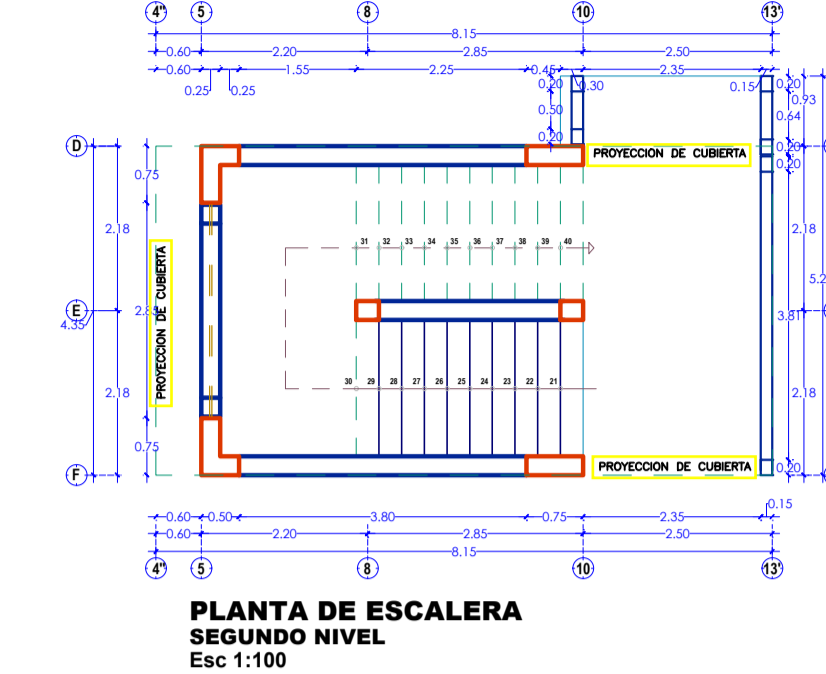 4" 5 8 10 13'
8.15
0.60 2.20 2.85 2.50
0.60 1.55 2.25 0.45 2.35
0.25 0.25 0.20 0.30 0.15 0.20
0.93
0.50 0.64
0.20 0.20
D PROYECCION DE CUBIERTA
0.20
0.75
2.18 2.18
31 32 33 34 35 36 37 38 39 40
PROYECCION DE CUBIERTA
E
4.35 3.81
30 29 28 27 26 25 24 23 22 21
2.18 2.18
0.75
F PROYECCION DE CUBIERTA 0.20
0.15
0.60 0.50 3.80 0.75 2.35
0.60 2.20 2.85 2.50
8.15
4" 5 8 10 13'
PLANTA DE ESCALERA
SEGUNDO NIVEL
Esc 1:100